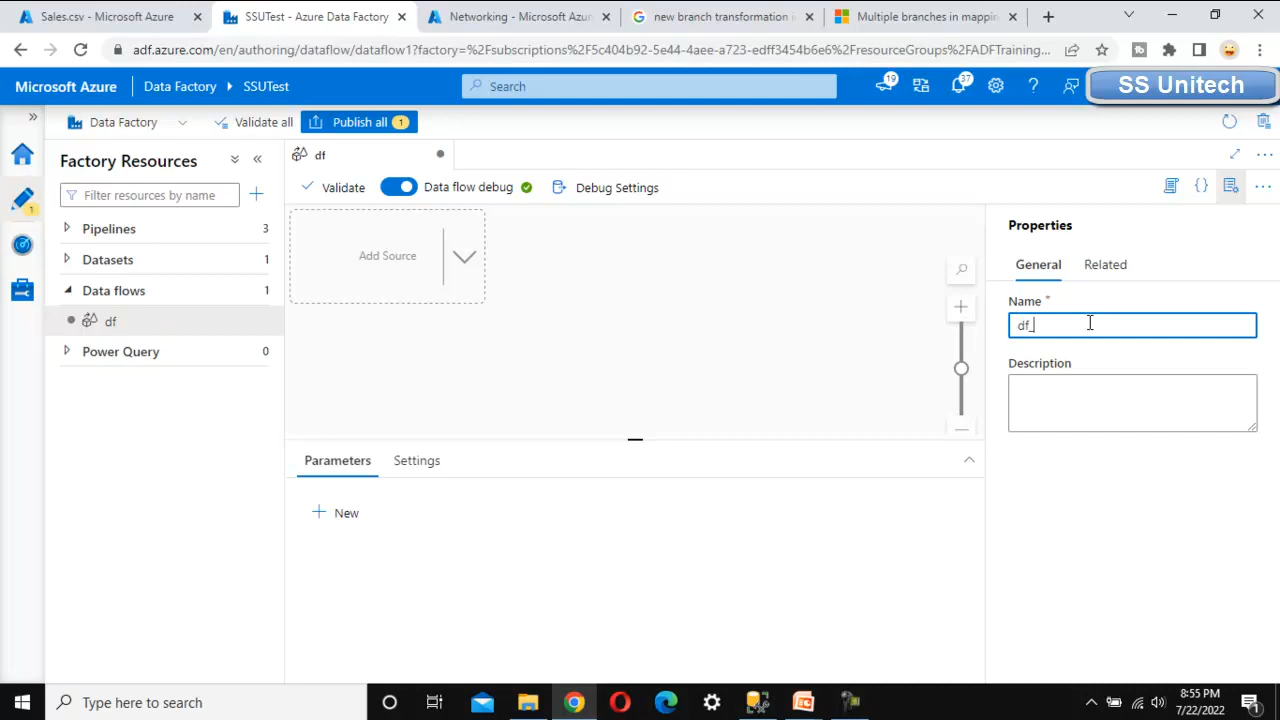 Sales.csv - Microsoft Azure
SSUTest - Azure Data Factory
Networking - Microsoft Azu
new branch transformation i
Multiple branches in mappin
adf.azure.com/en/authoring/dataflow/dataflow1?factory=%2Fsubscriptions%2F5c404b92-5e44-4aee-a723-edff3454b6e6%2FresourceGroups%2FADFTraining...
Microsoft Azure
Data Factory
SSUTest
Search
19
37
SS Unitech
Data Factory
Validate all
Publish all
1
Factory Resources
df
Filter resources by name
Validate
Data flow debug
Debug Settings
Pipelines
3
Datasets
1
Data flows
1
df
Power Query
0
Add Source
Properties
General
Related
Name *
df_
Description
Parameters
Settings
New
Type here to search
8:55 PM
7/22/2022
1